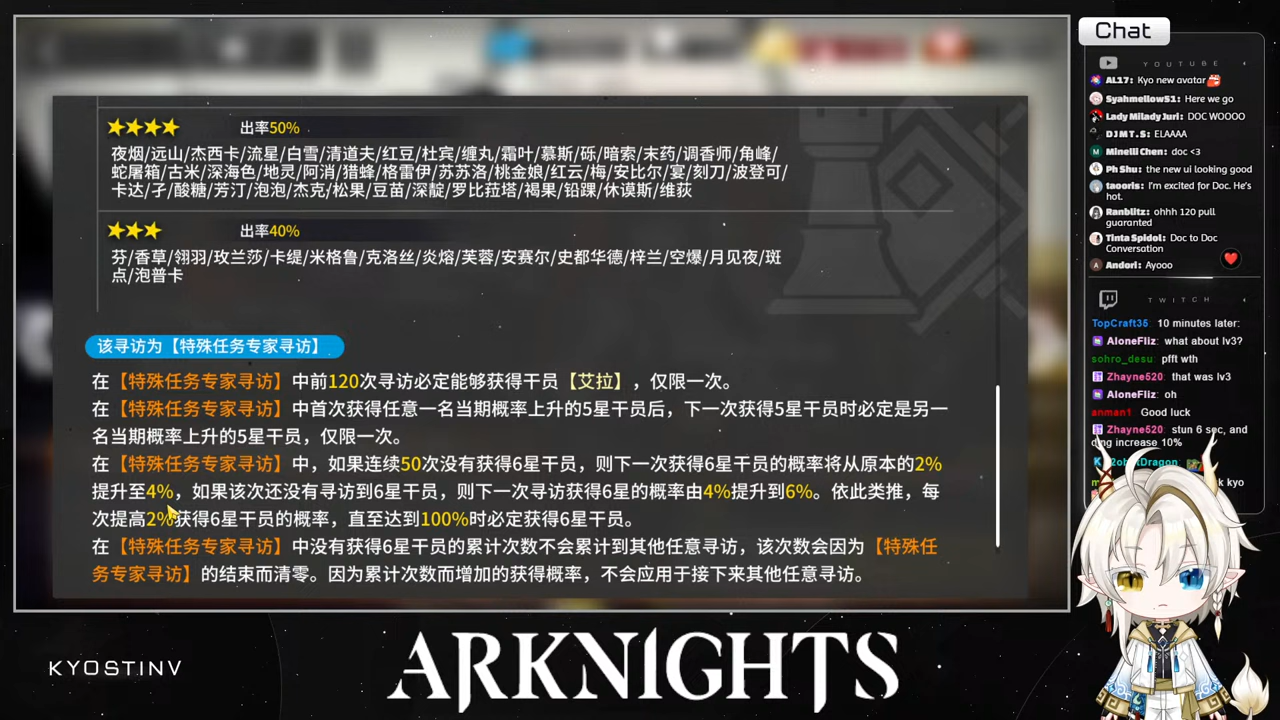 ★★★★ 出率50%
夜烟/远山/杰西卡/流星/白雪/清道夫/红豆/杜宾/缠丸/霜叶/慕斯/砾/暗索/末药/调香师/角峰/
蛇屠箱/古米/深海色/地灵/阿消/猎蜂/格雷伊/苏苏洛/桃金娘/红云/梅/安比尔/宴/刻刀/波登可/
卡达/孑/酸糖/芳汀/泡泡/杰克/松果/豆苗/深靛/罗比菈塔/褐果/铅踝/休谟斯/维荻
★★★ 出率40%
芬/香草/翎羽/玫兰莎/卡缇/米格鲁/克洛丝/炎熔/芙蓉/安赛尔/史都华德/梓兰/空爆/月见夜/斑
点/泡普卡
该寻访为【特殊任务专家寻访】
在【特殊任务专家寻访】中前120次寻访必定能够获得干员【艾拉】，仅限一次。
在【特殊任务专家寻访】中首次获得任意一名当期概率上升的5星干员后，下一次获得5星干员时必定是另一
名当期概率上升的5星干员，仅限一次。
在【特殊任务专家寻访】中，如果连续50次没有获得6星干员，则下一次获得6星干员的概率将从原本的2%
提升至4%，如果该次还没有寻访到6星干员，则下一次寻访获得6星的概率由4%提升到6%。依此类推，每
次提高2%获得6星干员的概率，直至达到100%时必定获得6星干员。
在【特殊任务专家寻访】中没有获得6星干员的累计次数不会累计到其他任意寻访，该次数会因为【特殊任
务专家寻访】的结束而清零。因为累计次数而增加的获得概率，不会应用于接下来其他任意寻访。
KYOSTINV
ARKNIGHTS
Chat
YOUTUBE
AL17: Kyo new avatar
Syahmellow51: Here we go
Lady Milady Juri: DOC WOOOO
DJ M.T.S: ELAAAA
Minelli Chen: doc <3
Ph Shu: the new ui looking good
taooris: I'm excited for Doc. He's
hot.
Ranblitz: ohhh 120 pull
guaranted
Tinta Spidol: Doc to Doc
Conversation
Andori: Ayooo
TWITCH
TopCraft35: 10 minutes later:
AloneFliz: what about lv3?
sohro_desu: pfft wth
Zhayne520: that was lv3
AloneFliz: oh
anman1 Good luck
Zhayne520: stun 6 sec, and
increase 10%
k kyo